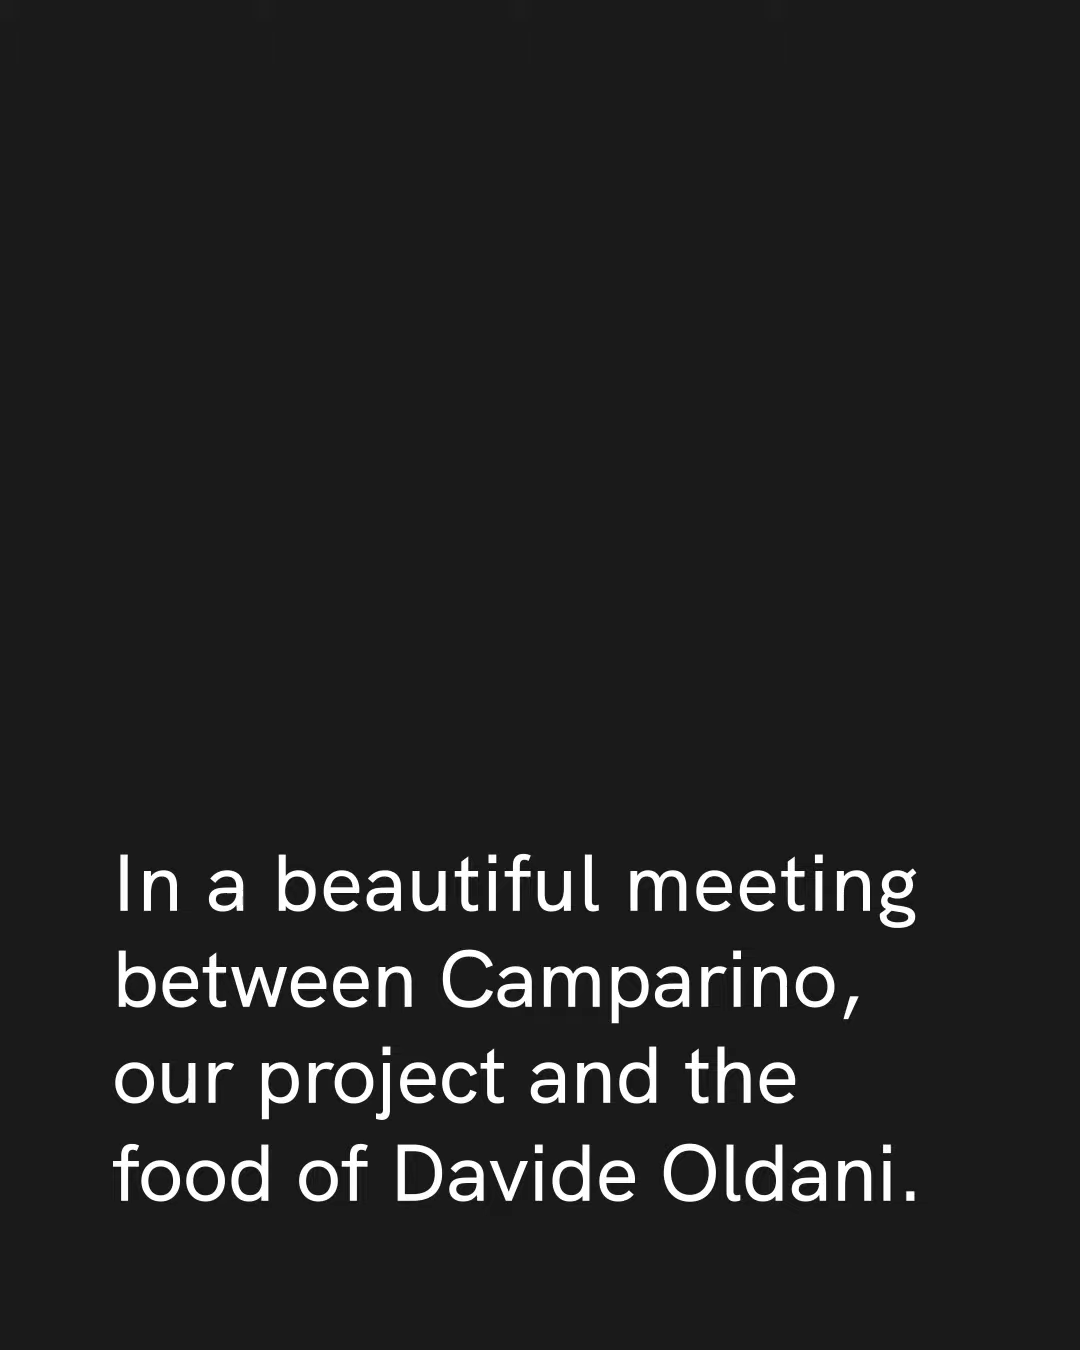 In a beautiful meeting
between Camparino,
our project and the
food of Davide Oldani.